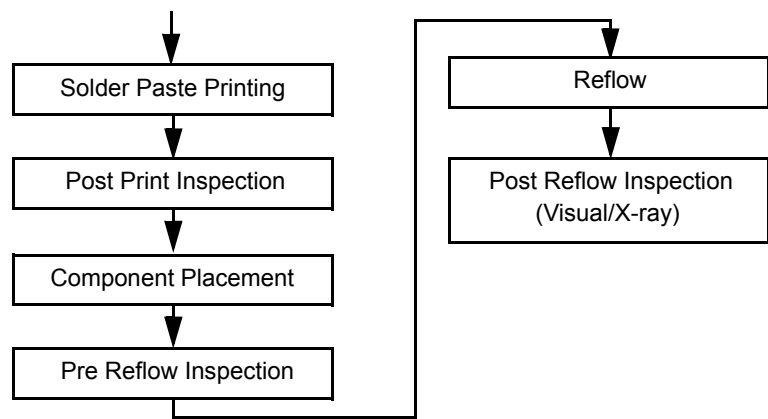 Solder Paste Printing
Post Print Inspection
Component Placement
Pre Reflow Inspection
Reflow
Post Reflow Inspection
(Visual/X-ray)